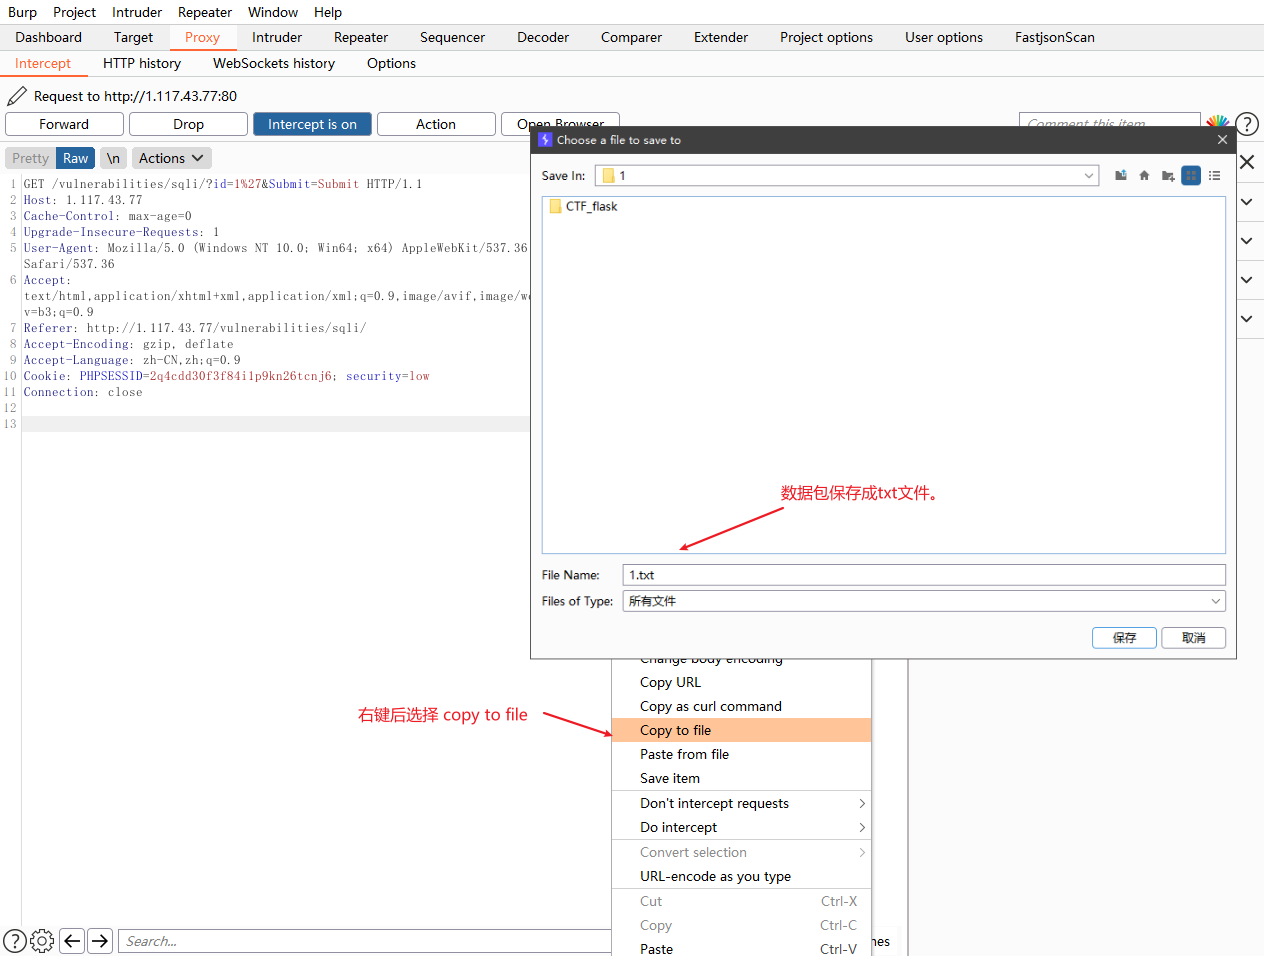 Burp Project Intruder Repeater Window Help
Dashboard Target Proxy Intruder Repeater Sequencer Decoder Comparer Extender Project options User options FastjsonScan
Intercept HTTP history WebSockets history Options
Request to http://1.117.43.77:80
Forward Drop Intercept is on Action Open Browser Comment this item
Pretty Raw \n Actions
1 GET /vulnerabilities/sqli/?id=1%27&Submit=Submit HTTP/1.1
2 Host: 1.117.43.77
3 Cache-Control: max-age=0
4 Upgrade-Insecure-Requests: 1
5 User-Agent: Mozilla/5.0 (Windows NT 10.0; Win64; x64) AppleWebKit/537.36
Safari/537.36
6 Accept:
text/html,application/xhtml+xml,application/xml;q=0.9,image/avif,image/we
v=b3;q=0.9
7 Referer: http://1.117.43.77/vulnerabilities/sqli/
8 Accept-Encoding: gzip, deflate
9 Accept-Language: zh-CN,zh;q=0.9
10 Cookie: PHPSESSID=2q4cdd30f3f84i1p9kn26tcnj6; security=low
11 Connection: close
12
13
Choose a file to save to
Save In: 1
CTF_flask
数据包保存成txt文件。
File Name: 1.txt
Files of Type: 所有文件
保存 取消
Change body encoding
Copy URL
Copy as curl command
右键后选择 copy to file
Copy to file
Paste from file
Save item
Don't intercept requests
Do intercept
Convert selection
URL-encode as you type
Cut Ctrl-X
Copy Ctrl-C
Paste Ctrl-V
Search...